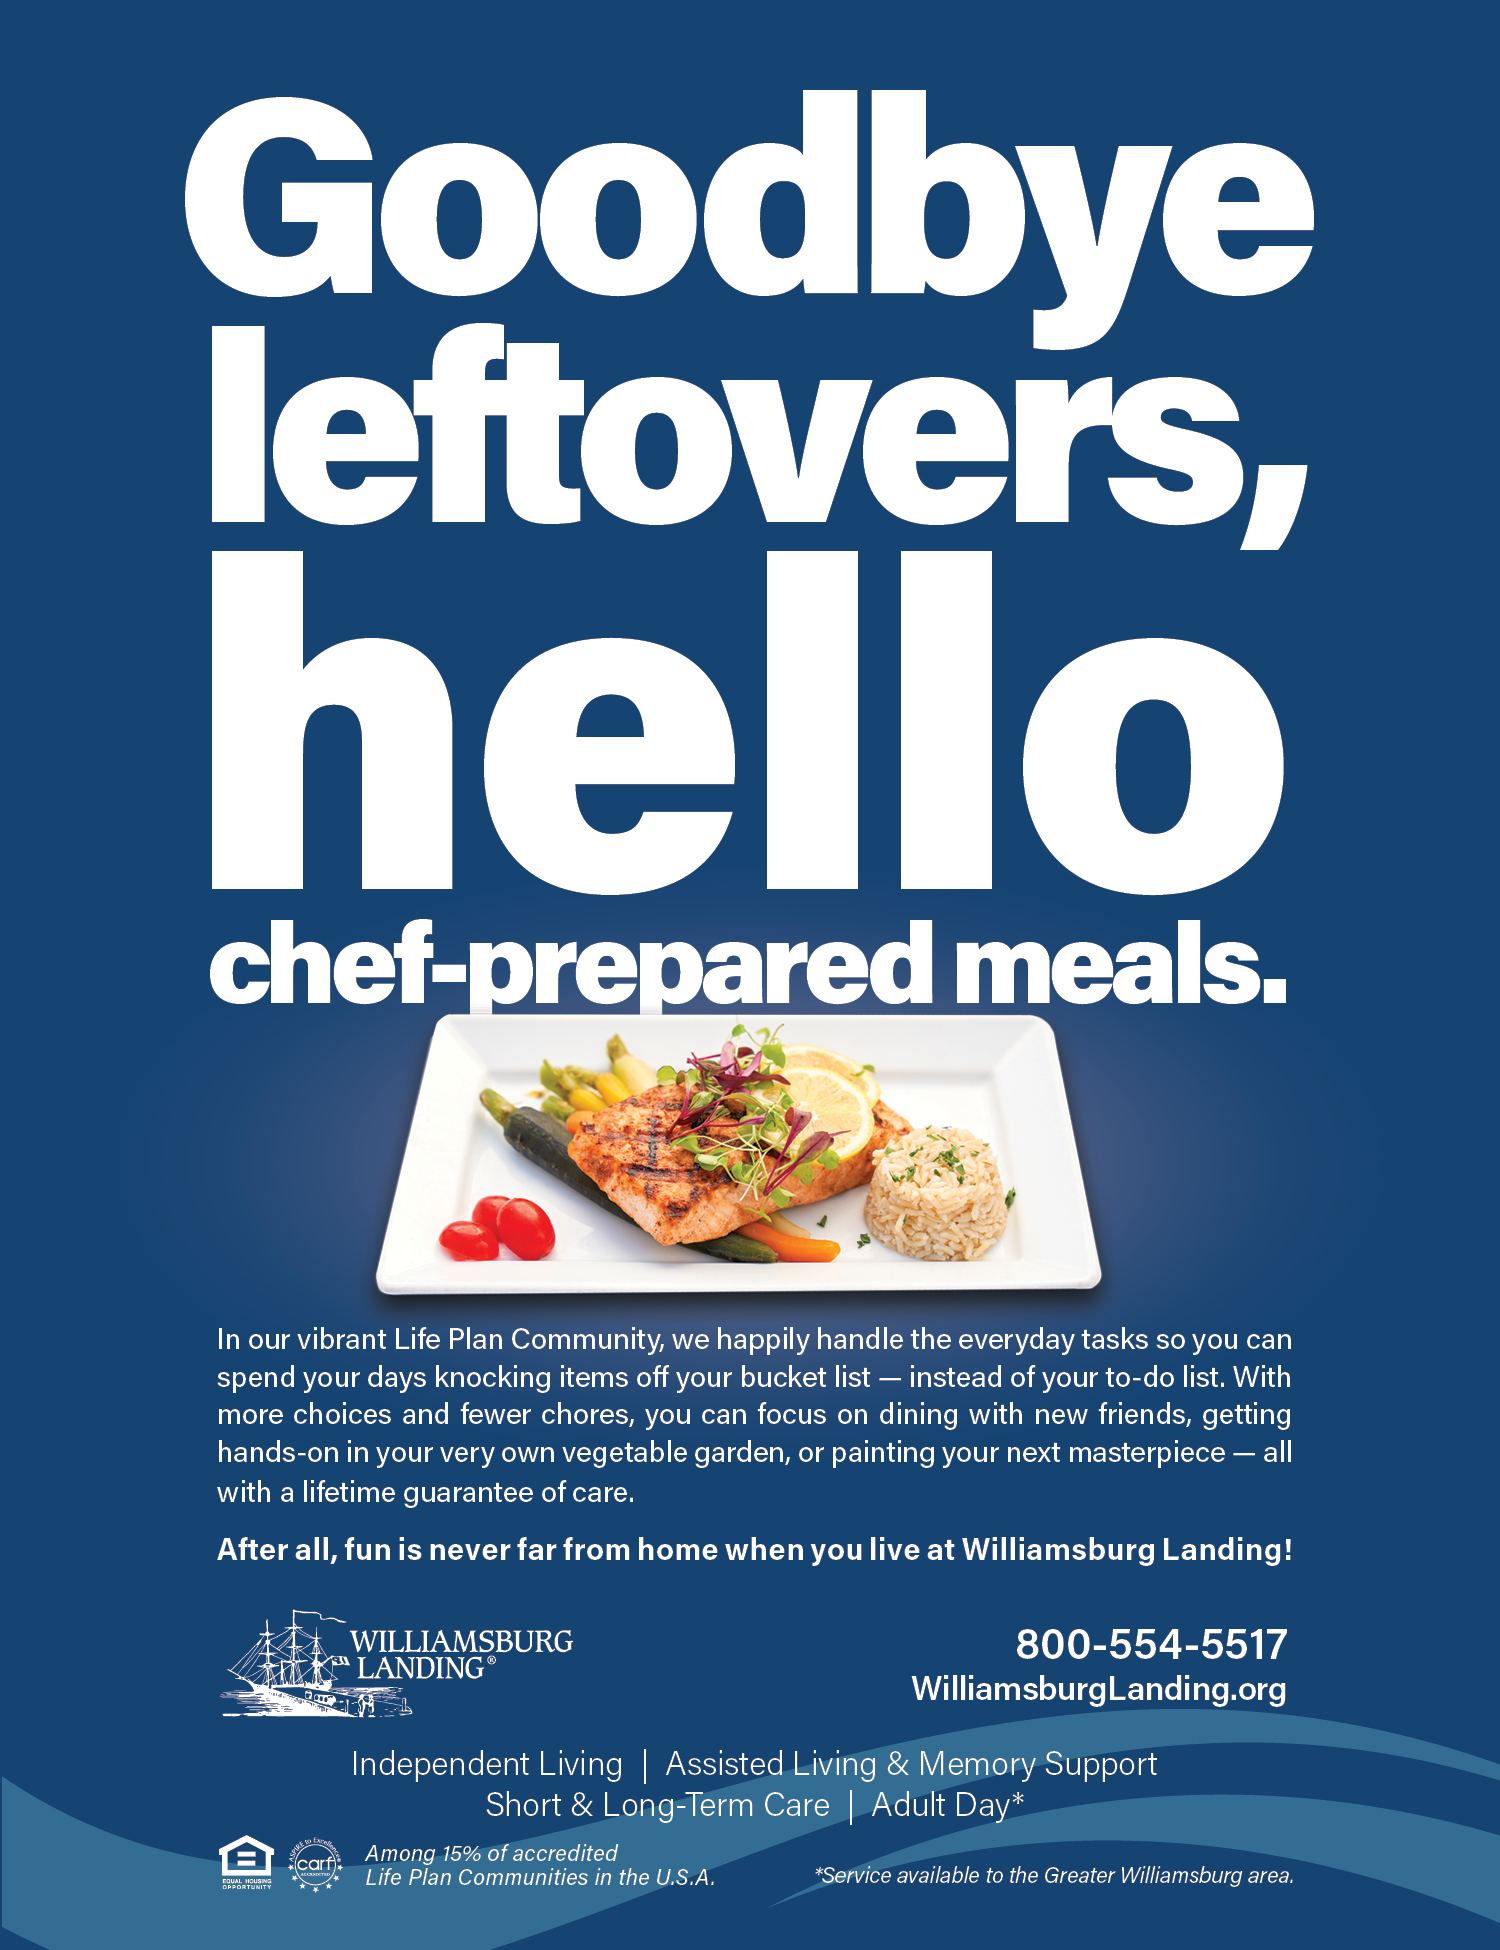 Goodbye
leftovers,
hello
chef-prepared meals.
In our vibrant Life Plan Community, we happily handle the everyday tasks so you can
spend your days knocking items off your bucket list — instead of your to-do list. With
more choices and fewer chores, you can focus on dining with new friends, getting
hands-on in your very own vegetable garden, or painting your next masterpiece — all
with a lifetime guarantee of care.
After all, fun is never far from home when you live at Williamsburg Landing!
WILLIAMSBURG
LANDING®
800-554-5517
WilliamsburgLanding.org
Independent Living | Assisted Living & Memory Support
Short & Long-Term Care | Adult Day*
EQUAL HOUSING
OPPORTUNITY
ASPIRE to Excellence®
carf
ACCREDITED
Among 15% of accredited
Life Plan Communities in the U.S.A.
*Service available to the Greater Williamsburg area.